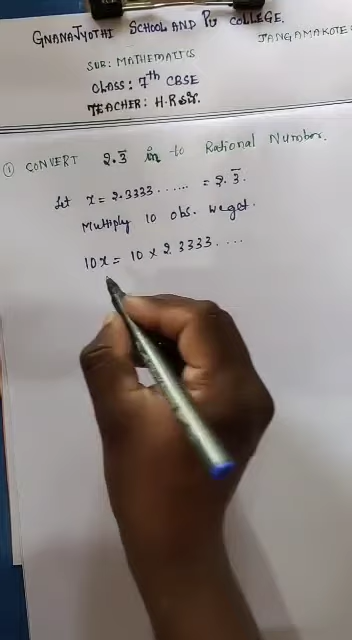 GNANAJYOTHI SCHOOL AND PU COLLEGE.
JANGAMAKOTE
SUB: MATHEMATICS
CLASS: 7th CBSE
TEACHER: H.R
① CONVERT 2.3̅ in to Rational Number.
Let x = 2.3333...... = 2.3̅.
Multiply 10 obs. we get.
10x = 10 × 2.3333....